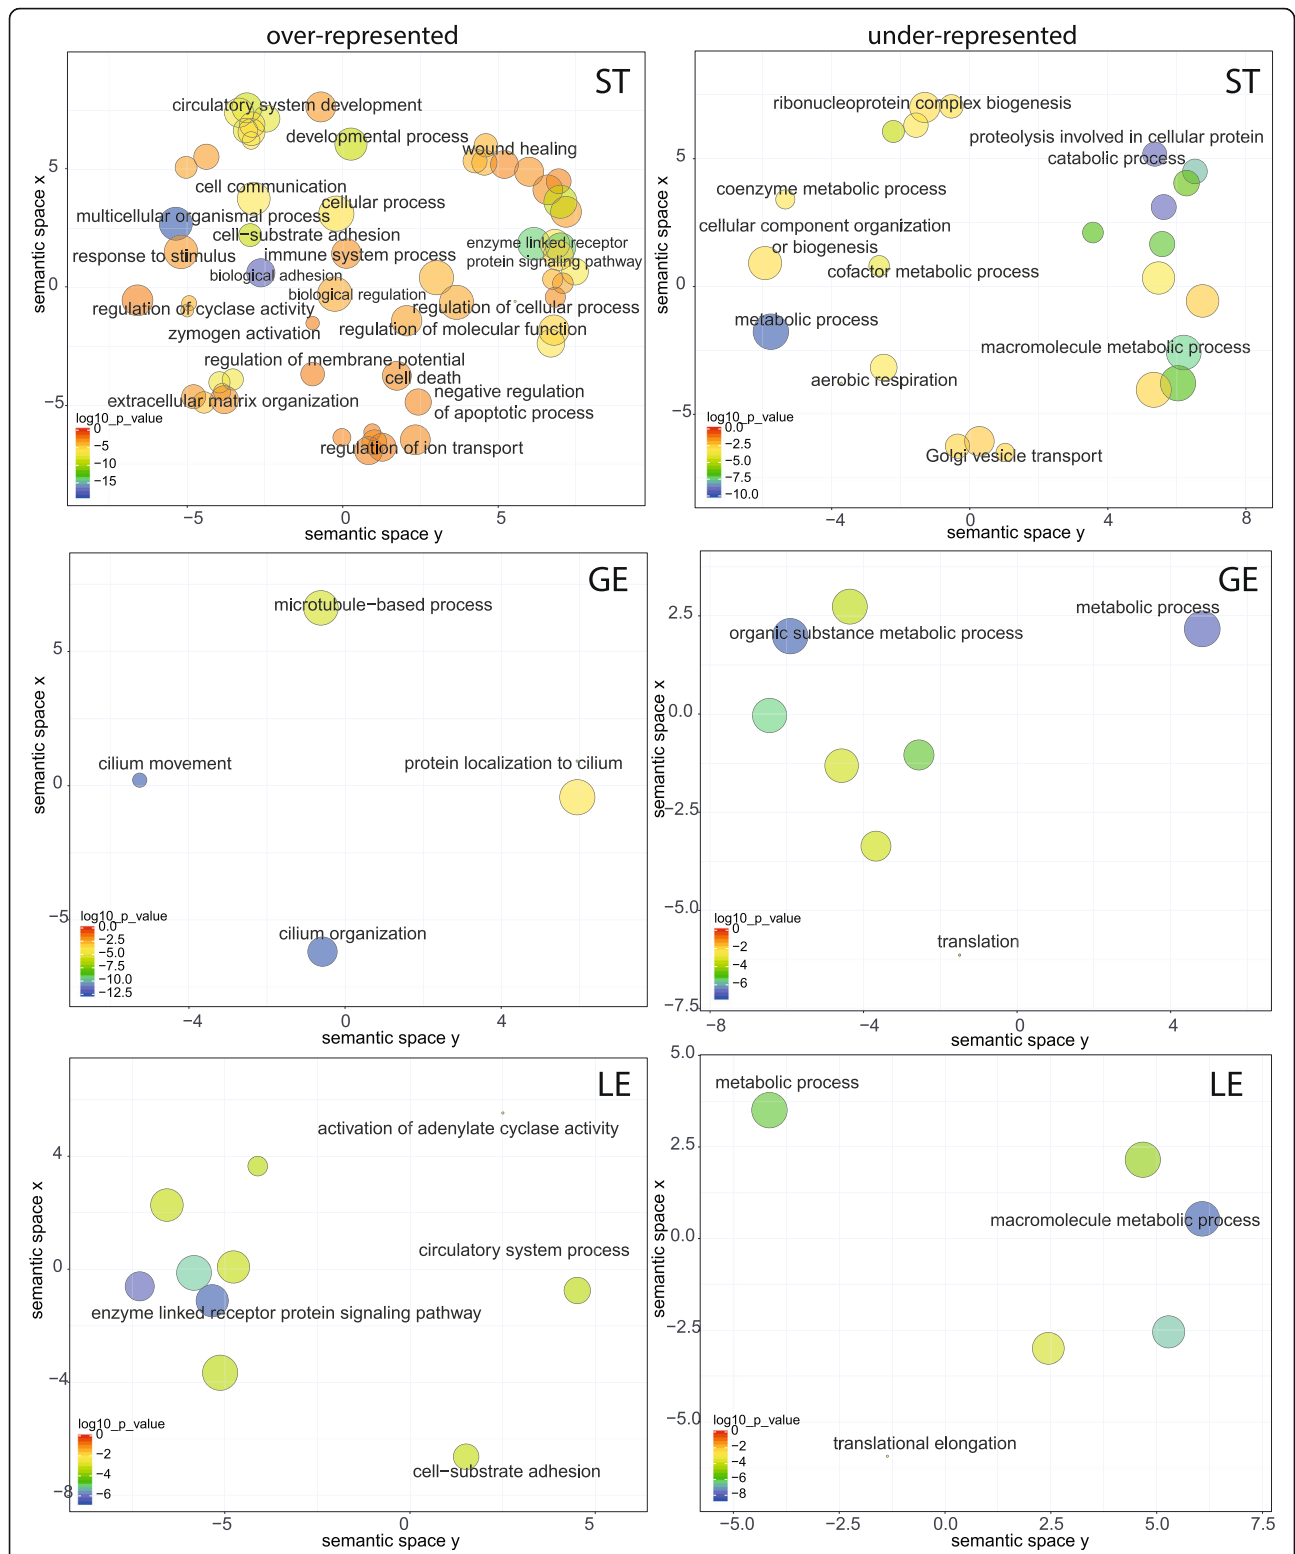 over-represented
under-represented
ST
circulatory system development
developmental process
wound healing
5
cell communication
cellular process
multicellular organismal process
cell−substrate adhesion
enzyme linked receptor
protein signaling pathway
response to stimulus
immune system process
biological adhesion
0
biological regulation
regulation of cyclase activity
regulation of cellular process
zymogen activation
regulation of molecular function
regulation of membrane potential
cell death
negative regulation
of apoptotic process
extracellular matrix organization
−5
regulation of ion transport
log10_p_value
0
−5
−10
−15
−5
0
5
semantic space y
semantic space x
ST
ribonucleoprotein complex biogenesis
proteolysis involved in cellular protein
catabolic process
5
coenzyme metabolic process
cellular component organization
or biogenesis
cofactor metabolic process
0
metabolic process
macromolecule metabolic process
aerobic respiration
−5
Golgi vesicle transport
log10_p_value
0.0
−2.5
−5.0
−7.5
−10.0
−4
0
4
8
semantic space y
semantic space x
GE
microtubule−based process
5
cilium movement
protein localization to cilium
0
−5
cilium organization
log10_p_value
0.0
−2.5
−5.0
−7.5
−10.0
−12.5
−4
0
4
semantic space y
semantic space x
GE
2.5
metabolic process
organic substance metabolic process
0.0
−2.5
−5.0
translation
−7.5
log10_p_value
0
−2
−4
−6
−8
−4
0
4
semantic space y
semantic space x
LE
activation of adenylate cyclase activity
4
circulatory system process
0
enzyme linked receptor protein signaling pathway
−4
cell−substrate adhesion
−8
log10_p_value
0
−2
−4
−6
−5
0
5
semantic space y
semantic space x
LE
5.0
metabolic process
2.5
macromolecule metabolic process
0.0
−2.5
−5.0
translational elongation
log10_p_value
0
−2
−4
−6
−8
−5.0
−2.5
0.0
2.5
5.0
7.5
semantic space y
semantic space x